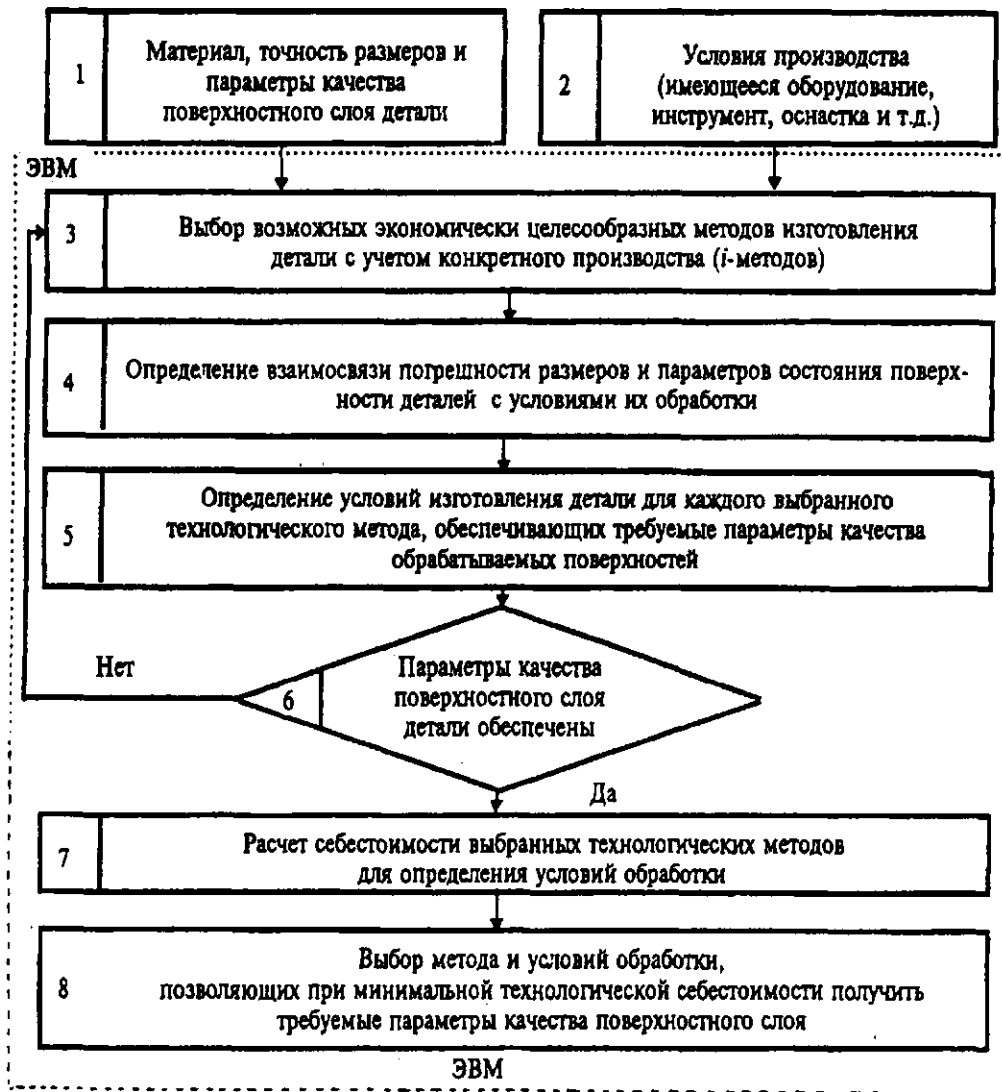 1
Материал, точность размеров и
параметры качества
поверхностного слоя детали
2
Условия производства
(имеющееся оборудование,
инструмент, оснастка и т.д.)
ЭВМ
3
Выбор возможных экономически целесообразных методов изготовления
детали с учетом конкретного производства (i-методов)
4
Определение взаимосвязи погрешности размеров и параметров состояния поверх-
ности деталей с условиями их обработки
5
Определение условий изготовления детали для каждого выбранного
технологического метода, обеспечивающих требуемые параметры качества
обрабатываемых поверхностей
Нет
6
Параметры качества
поверхностного слоя
детали обеспечены
Да
7
Расчет себестоимости выбранных технологических методов
для определения условий обработки
8
Выбор метода и условий обработки,
позволяющих при минимальной технологической себестоимости получить
требуемые параметры качества поверхностного слоя
ЭВМ